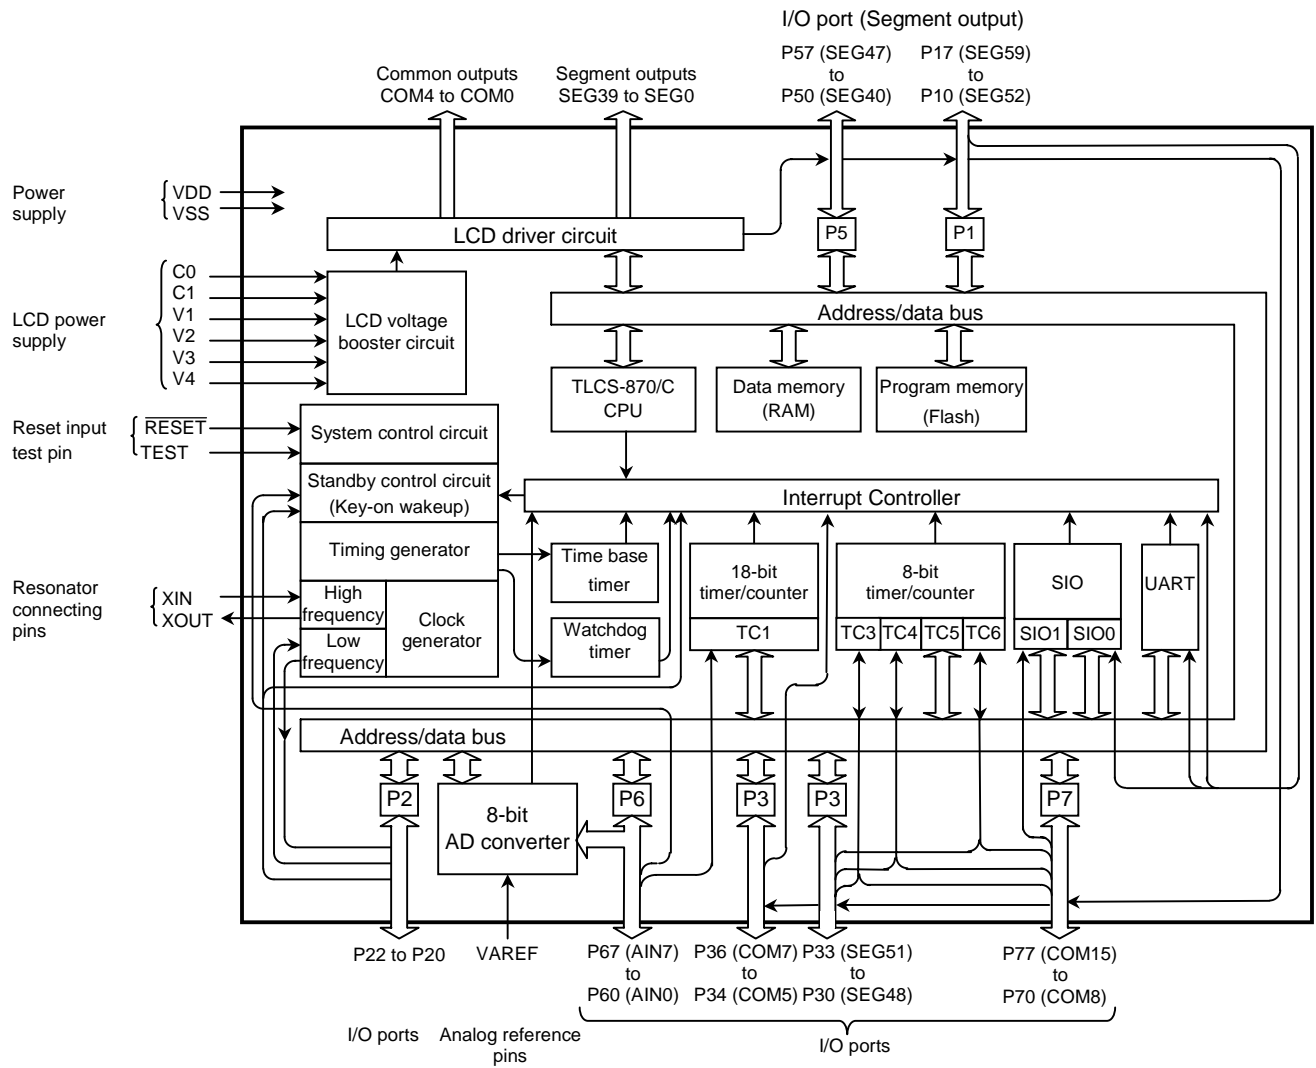 I/O port (Segment output)
P57 (SEG47)
to
P50 (SEG40)
P17 (SEG59)
to
P10 (SEG52)
Common outputs
COM4 to COM0
Segment outputs
SEG39 to SEG0
Power
supply
VDD
VSS
LCD driver circuit
P5
P1
LCD power
supply
C0
C1
V1
V2
V3
V4
LCD voltage
booster circuit
Address/data bus
TLCS-870/C
CPU
Data memory
(RAM)
Program memory
(Flash)
Reset input
test pin
RESET
TEST
System control circuit
Standby control circuit
(Key-on wakeup)
Interrupt Controller
Timing generator
Time base
timer
18-bit
timer/counter
TC1
8-bit
timer/counter
TC3
TC4
TC5
TC6
SIO
SIO1
SIO0
UART
Resonator
connecting
pins
XIN
XOUT
High
frequency
Low
frequency
Clock
generator
Watchdog
timer
Address/data bus
P2
8-bit
AD converter
P6
P3
P3
P7
P22 to P20
VAREF
P67 (AIN7)
to
P60 (AIN0)
P36 (COM7)
to
P34 (COM5)
P33 (SEG51)
to
P30 (SEG48)
P77 (COM15)
to
P70 (COM8)
I/O ports
Analog reference
pins
I/O ports